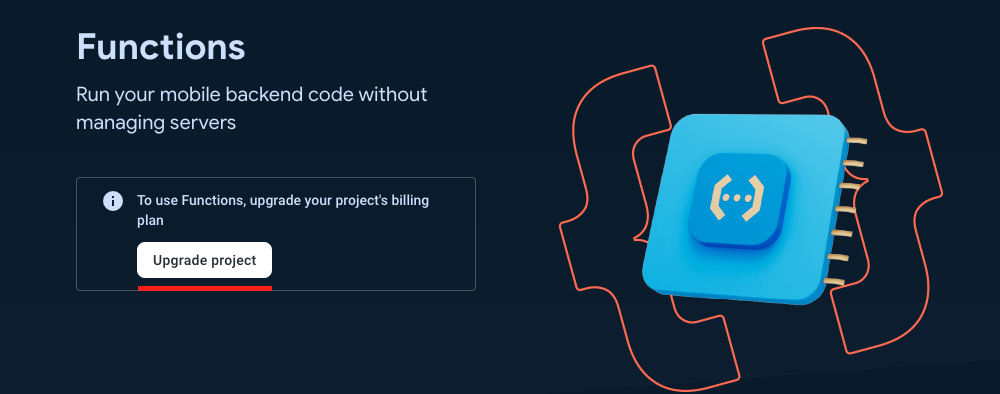 Functions
Run your mobile backend code without
managing servers
To use Functions, upgrade your project's billing
plan
Upgrade project